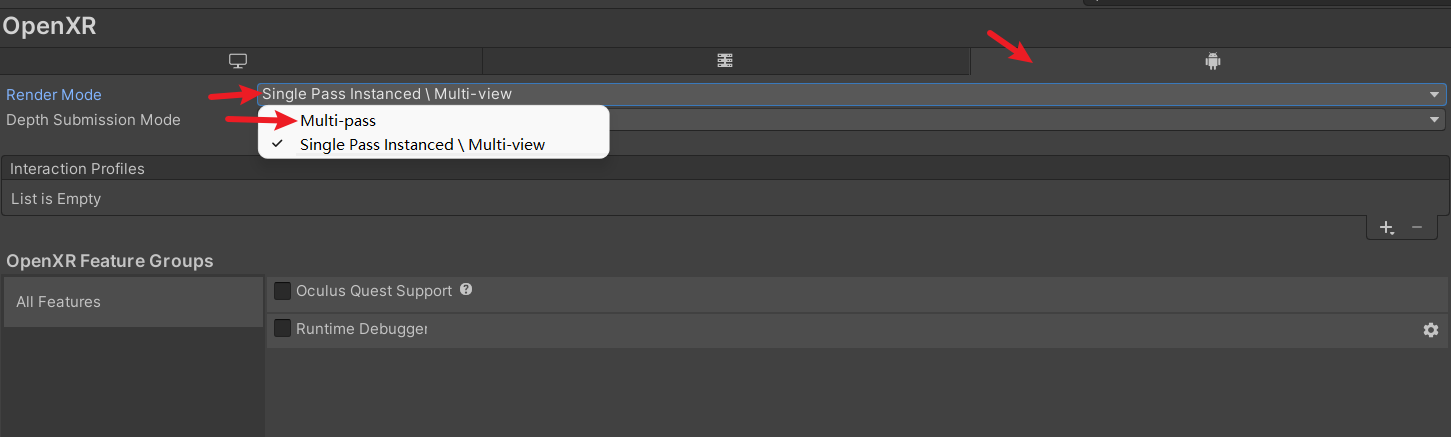 OpenXR
Render Mode
Single Pass Instanced \ Multi-view
Multi-pass
Depth Submission Mode
Single Pass Instanced \ Multi-view
Interaction Profiles
List is Empty
OpenXR Feature Groups
All Features
Oculus Quest Support
Runtime Debugger